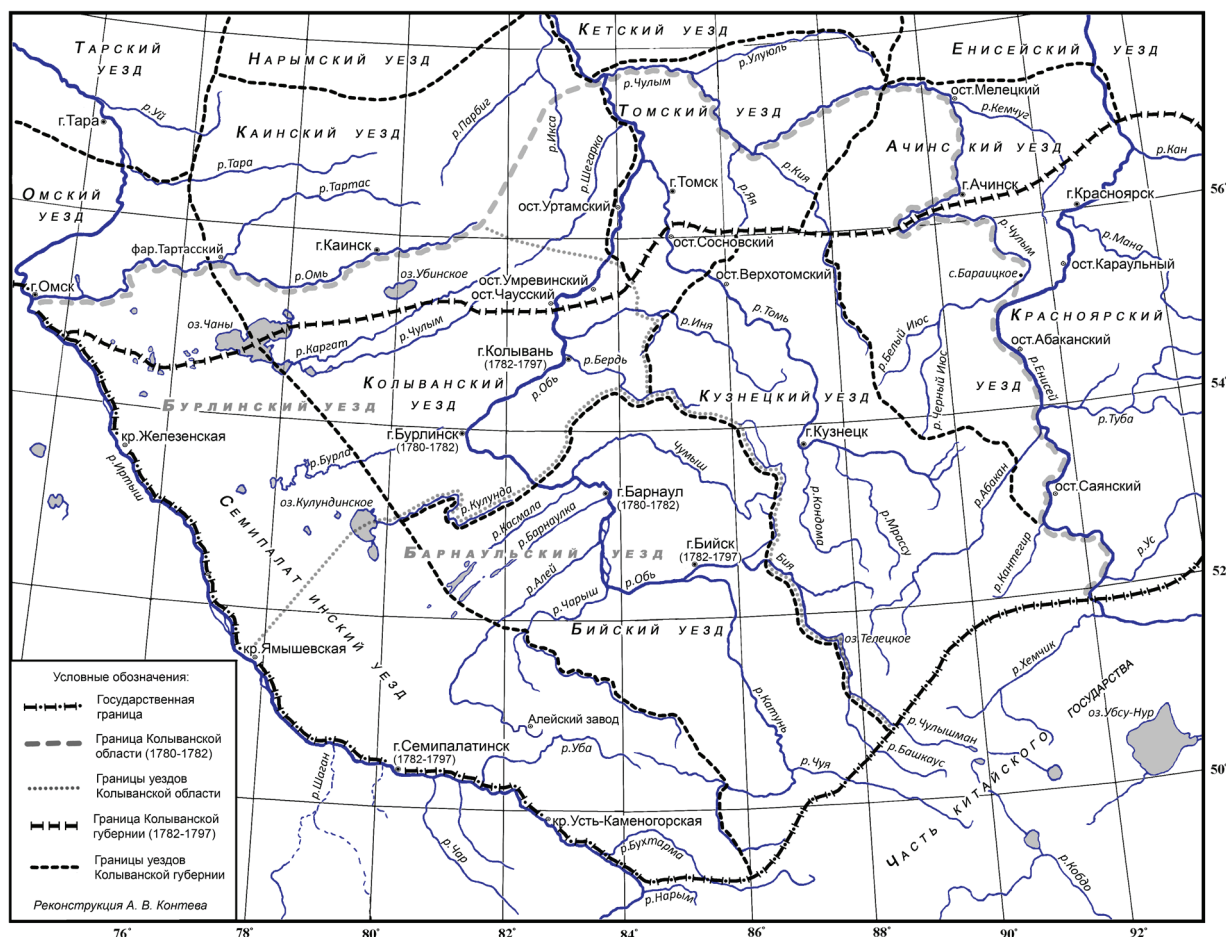 КЕТСКИЙ УЕЗД
ТАРСКИЙ
УЕЗД
НАРЫМСКИЙ УЕЗД
ЕНИСЕЙСКИЙ
УЕЗД
р.Улуюль
р.Чулым
ост.Мелецкий
р.Кемчуг
р.Уй
г.Тара
р.Парбиг
р.Икса
ТОМСКИЙ
УЕЗД
КАИНСКИЙ УЕЗД
р.Шегарка
АЧИНСКИЙ УЕЗД
р.Кан
р.Тара
р.Тартас
р.Кия
р.Яя
ОМСКИЙ
УЕЗД
г.Томск
г.Ачинск
г.Красноярск
56°
ост.Уртамский
фар.Тартасский
г.Каинск
ост.Сосновский
р.Чулым
р.Мана
р.Омь
оз.Убинское
ост.Умревинский
ост.Верхотомский
с.Бараицкое
ост.Караульный
г.Омск
ост.Чаусский
оз.Чаны
р.Каргат
р.Чулым
р.Иня
р.Томь
р.Белый Июс
КРАСНОЯРСКИЙ
УЕЗД
ост.Абаканский
г.Колывань
(1782-1797)
р.Бердь
р.Черный Июс
р.Енисей
КОЛЫВАНСКИЙ
УЕЗД
р.Обь
БУРЛИНСКИЙ УЕЗД
КУЗНЕЦКИЙ УЕЗД
54°
р.Туба
кр.Железенская
г.Бурлинск
(1780-1782)
г.Кузнецк
р.Иртыш
р.Бурла
Чумыш
р.Абакан
оз.Кулундинское
р.Кулунда
г.Барнаул
(1780-1782)
ост.Саянский
СЕМИПАЛАТИНСКИЙ УЕЗД
р.Касмала
р.Барнаулка
р.Кондома
р.Мрассу
БАРНАУЛЬСКИЙ УЕЗД
г.Бийск
(1782-1797)
Бия
р.Кантегир
р.Ус
р.Алей
р.Обь
52°
р.Чарыш
БИЙСКИЙ УЕЗД
оз.Телецкое
р.Хемчик
кр.Ямышевская
Условные обозначения:
Государственная
граница
Граница Колыванской
области (1780-1782)
Границы уездов
Колыванской области
Граница Колыванской
губернии (1782-1797)
Границы уездов
Колыванской губернии
Реконструкция А. В. Контева
Алейский завод
р.Катунь
р.Чулышман
р.Башкаус
оз.Убсу-Нур
г.Семипалатинск
(1782-1797)
р.Уба
р.Чуя
50°
р.Шаган
кр.Усть-Каменогорская
ЧАСТЬ КИТАЙСКОГО ГОСУДАРСТВА
р.Чар
р.Бухтарма
р.Кобдо
р.Нарым
76° 78° 80° 82° 84° 86° 88° 90° 92°